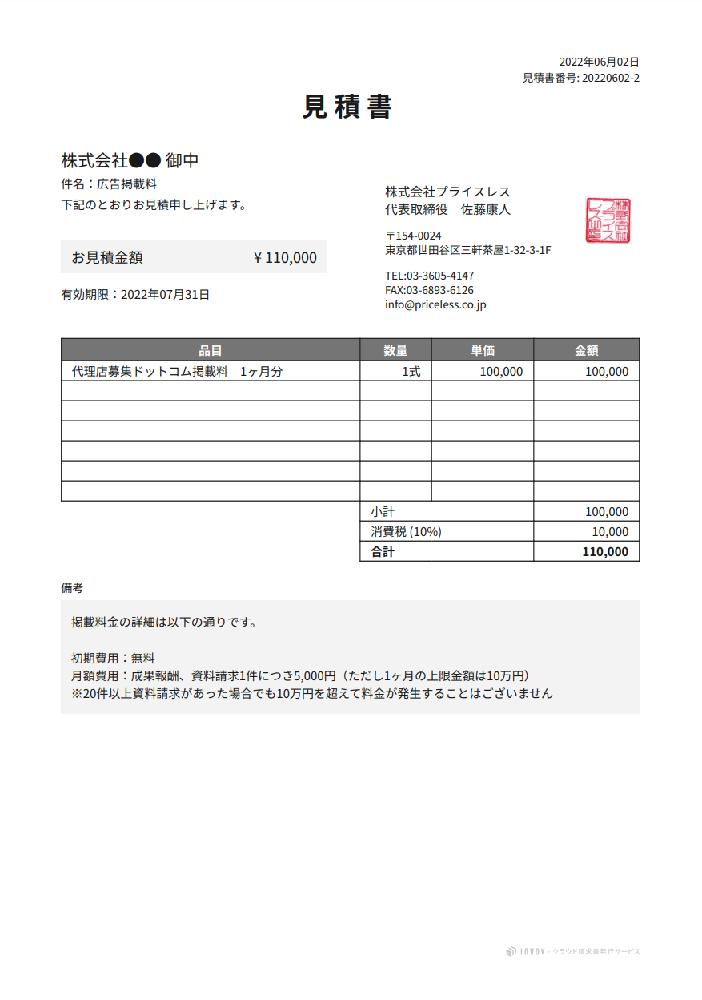 2022年06月02日
見積書番号: 20220602-2
見積書
株式会社●● 御中
件名：広告掲載料
下記のとおりお見積申し上げます。
株式会社プライスレス
代表取締役　佐藤康人
〒154-0024
東京都世田谷区三軒茶屋1-32-3-1F
TEL:03-3605-4147
FAX:03-6893-6126
info@priceless.co.jp
お見積金額 ¥ 110,000
有効期限：2022年07月31日
品目 数量 単価 金額
代理店募集ドットコム掲載料　1ヶ月分 1式 100,000 100,000
小計 100,000
消費税 (10%) 10,000
合計 110,000
備考
掲載料金の詳細は以下の通りです。
初期費用：無料
月額費用：成果報酬、資料請求1件につき5,000円（ただし1ヶ月の上限金額は10万円）
※20件以上資料請求があった場合でも10万円を超えて料金が発生することはございません
INVOY - クラウド請求書発行サービス